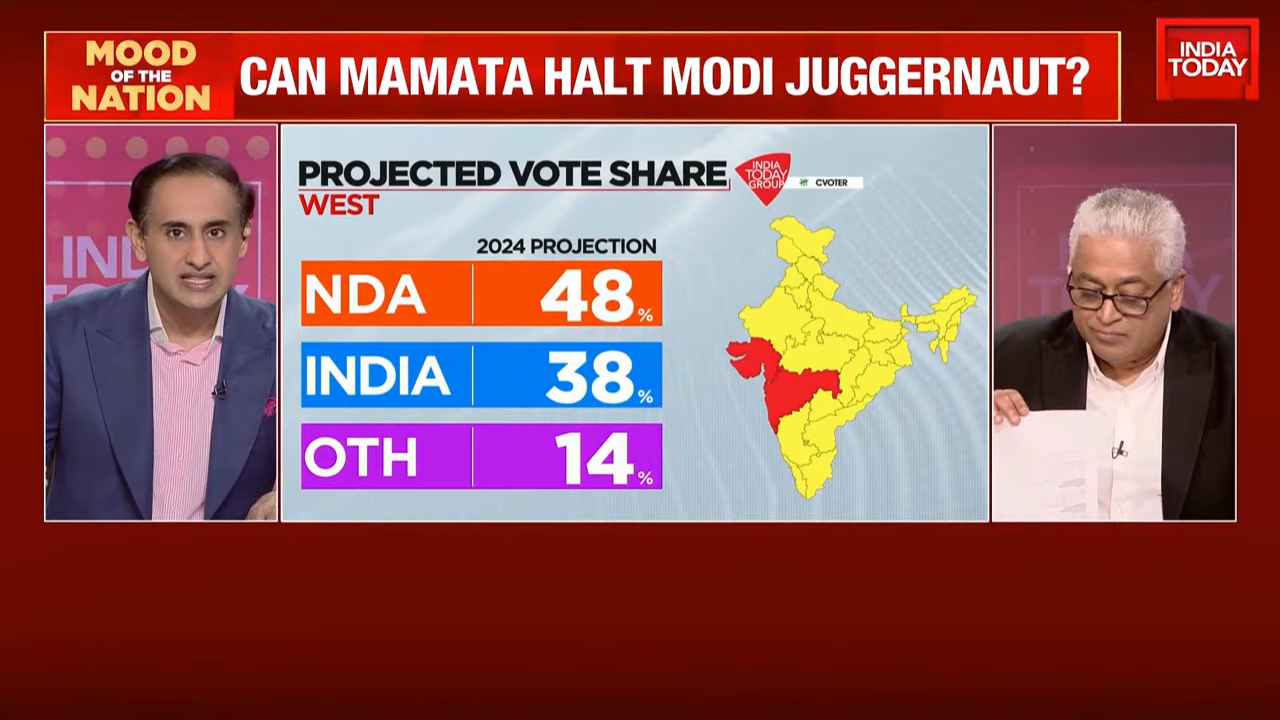 MOOD
OF THE
NATION
CAN MAMATA HALT MODI JUGGERNAUT?
INDIA
TODAY
PROJECTED VOTE SHARE
WEST
INDIA
TODAY
GROUP
CVOTER
2024 PROJECTION
NDA 48%
INDIA 38%
OTH 14%